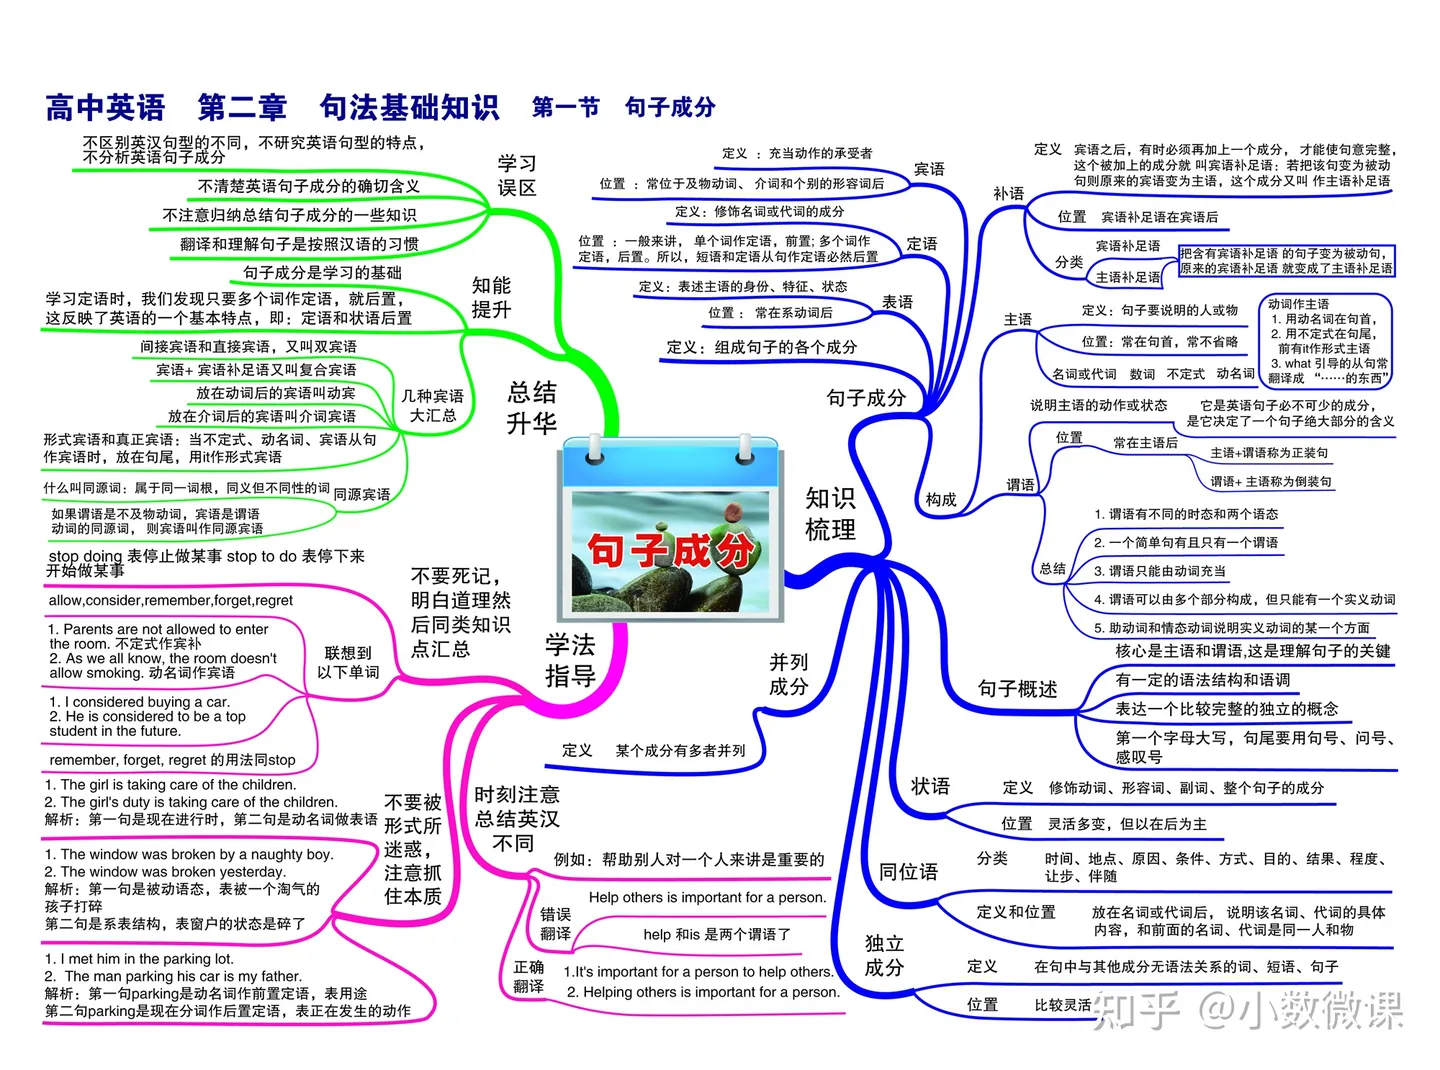 高中英语 第二章 句法基础知识 第一节 句子成分
不区别英汉句型的不同，不研究英语句型的特点，
不分析英语句子成分
学习
误区
不清楚英语句子成分的确切含义
不注意归纳总结句子成分的一些知识
翻译和理解句子是按照汉语的习惯
句子成分是学习的基础
知能
提升
学习定语时，我们发现只要多个词作定语，就后置，
这反映了英语的一个基本特点，即：定语和状语后置
间接宾语和直接宾语，又叫双宾语
宾语+ 宾语补足语又叫复合宾语
放在动词后的宾语叫动宾
放在介词后的宾语叫介词宾语
几种宾语
大汇总
形式宾语和真正宾语：当不定式、动名词、宾语从句
作宾语时，放在句尾，用it作形式宾语
什么叫同源词：属于同一词根，同义但不同性的词
同源宾语
如果谓语是不及物动词，宾语是谓语
动词的同源词， 则宾语叫作同源宾语
总结
升华
句子成分
stop doing 表停止做某事 stop to do 表停下来
开始做某事
allow,consider,remember,forget,regret
1. Parents are not allowed to enter
the room. 不定式作宾补
2. As we all know, the room doesn't
allow smoking. 动名词作宾语
1. I considered buying a car.
2. He is considered to be a top
student in the future.
remember, forget, regret 的用法同stop
联想到
以下单词
不要死记，
明白道理然
后同类知识
点汇总
学法
指导
1. The girl is taking care of the children.
2. The girl's duty is taking care of the children.
解析：第一句是现在进行时，第二句是动名词做表语
1. The window was broken by a naughty boy.
2. The window was broken yesterday.
解析：第一句是被动语态，表被一个淘气的
孩子打碎
第二句是系表结构，表窗户的状态是碎了
1. I met him in the parking lot.
2. The man parking his car is my father.
解析：第一句parking是动名词作前置定语，表用途
第二句parking是现在分词作后置定语，表正在发生的动作
不要被
形式所
迷惑，
注意抓
住本质
时刻注意
总结英汉
不同
例如：帮助别人对一个人来讲是重要的
错误
翻译
Help others is important for a person.
help 和is 是两个谓语了
正确
翻译
1.It's important for a person to help others.
2. Helping others is important for a person.
知识
梳理
句子成分
定义 ：充当动作的承受者
宾语
位置 ：常位于及物动词、 介词和个别的形容词后
定义：修饰名词或代词的成分
定语
位置 ：一般来讲， 单个词作定语，前置；多个词作
定语，后置。所以，短语和定语从句作定语必然后置
定义：表述主语的身份、特征、状态
表语
位置 ： 常在系动词后
定义：组成句子的各个成分
补语
定义 宾语之后，有时必须再加上一个成分， 才能使句意完整，
这个被加上的成分就 叫宾语补足语；若把该句变为被动
句则原来的宾语变为主语，这个成分又叫 作主语补足语
位置 宾语补足语在宾语后
分类
宾语补足语
主语补足语
把含有宾语补足语 的句子变为被动句，
原来的宾语补足语 就变成了主语补足语
构成
主语
定义：句子要说明的人或物
位置：常在句首，常不省略
名词或代词 数词 不定式 动名词
动词作主语
1. 用动名词在句首，
2. 用不定式在句尾，
前有it作形式主语
3. what 引导的从句常
翻译成 “……的东西”
谓语
说明主语的动作或状态
它是英语句子必不可少的成分，
是它决定了一个句子绝大部分的含义
位置
常在主语后
主语+谓语称为正装句
谓语+ 主语称为倒装句
总结
1. 谓语有不同的时态和两个语态
2. 一个简单句有且只有一个谓语
3. 谓语只能由动词充当
4. 谓语可以由多个部分构成，但只能有一个实义动词
5. 助动词和情态动词说明实义动词的某一个方面
句子概述
核心是主语和谓语,这是理解句子的关键
有一定的语法结构和语调
表达一个比较完整的独立的概念
第一个字母大写，句尾要用句号、问号、
感叹号
并列
成分
定义 某个成分有多者并列
状语
定义 修饰动词、形容词、副词、整个句子的成分
位置 灵活多变，但以在后为主
分类 时间、地点、原因、条件、方式、目的、结果、程度、
让步、伴随
同位语
定义和位置 放在名词或代词后， 说明该名词、代词的具体
内容，和前面的名词、代词是同一人和物
独立
成分
定义 在句中与其他成分无语法关系的词、短语、句子
位置 比较灵活
知乎 @小数微课